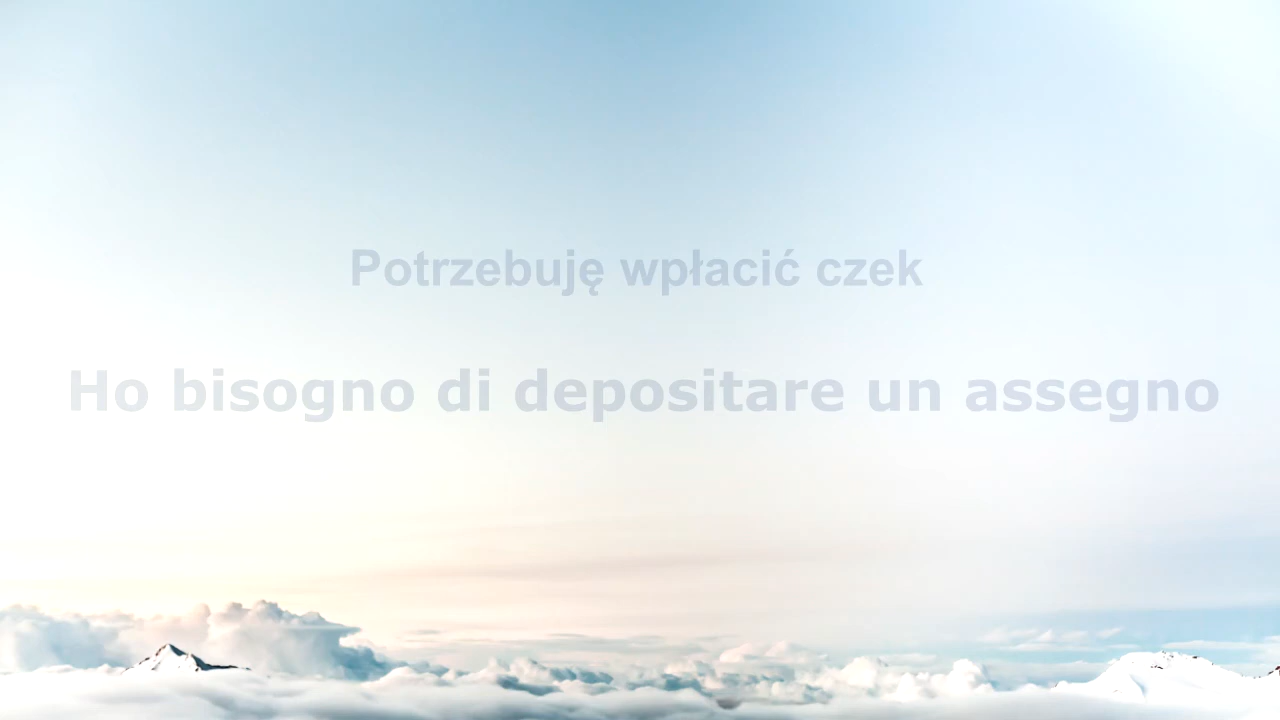 Potrzebuję wpłacić czek
Ho bisogno di depositare un assegno